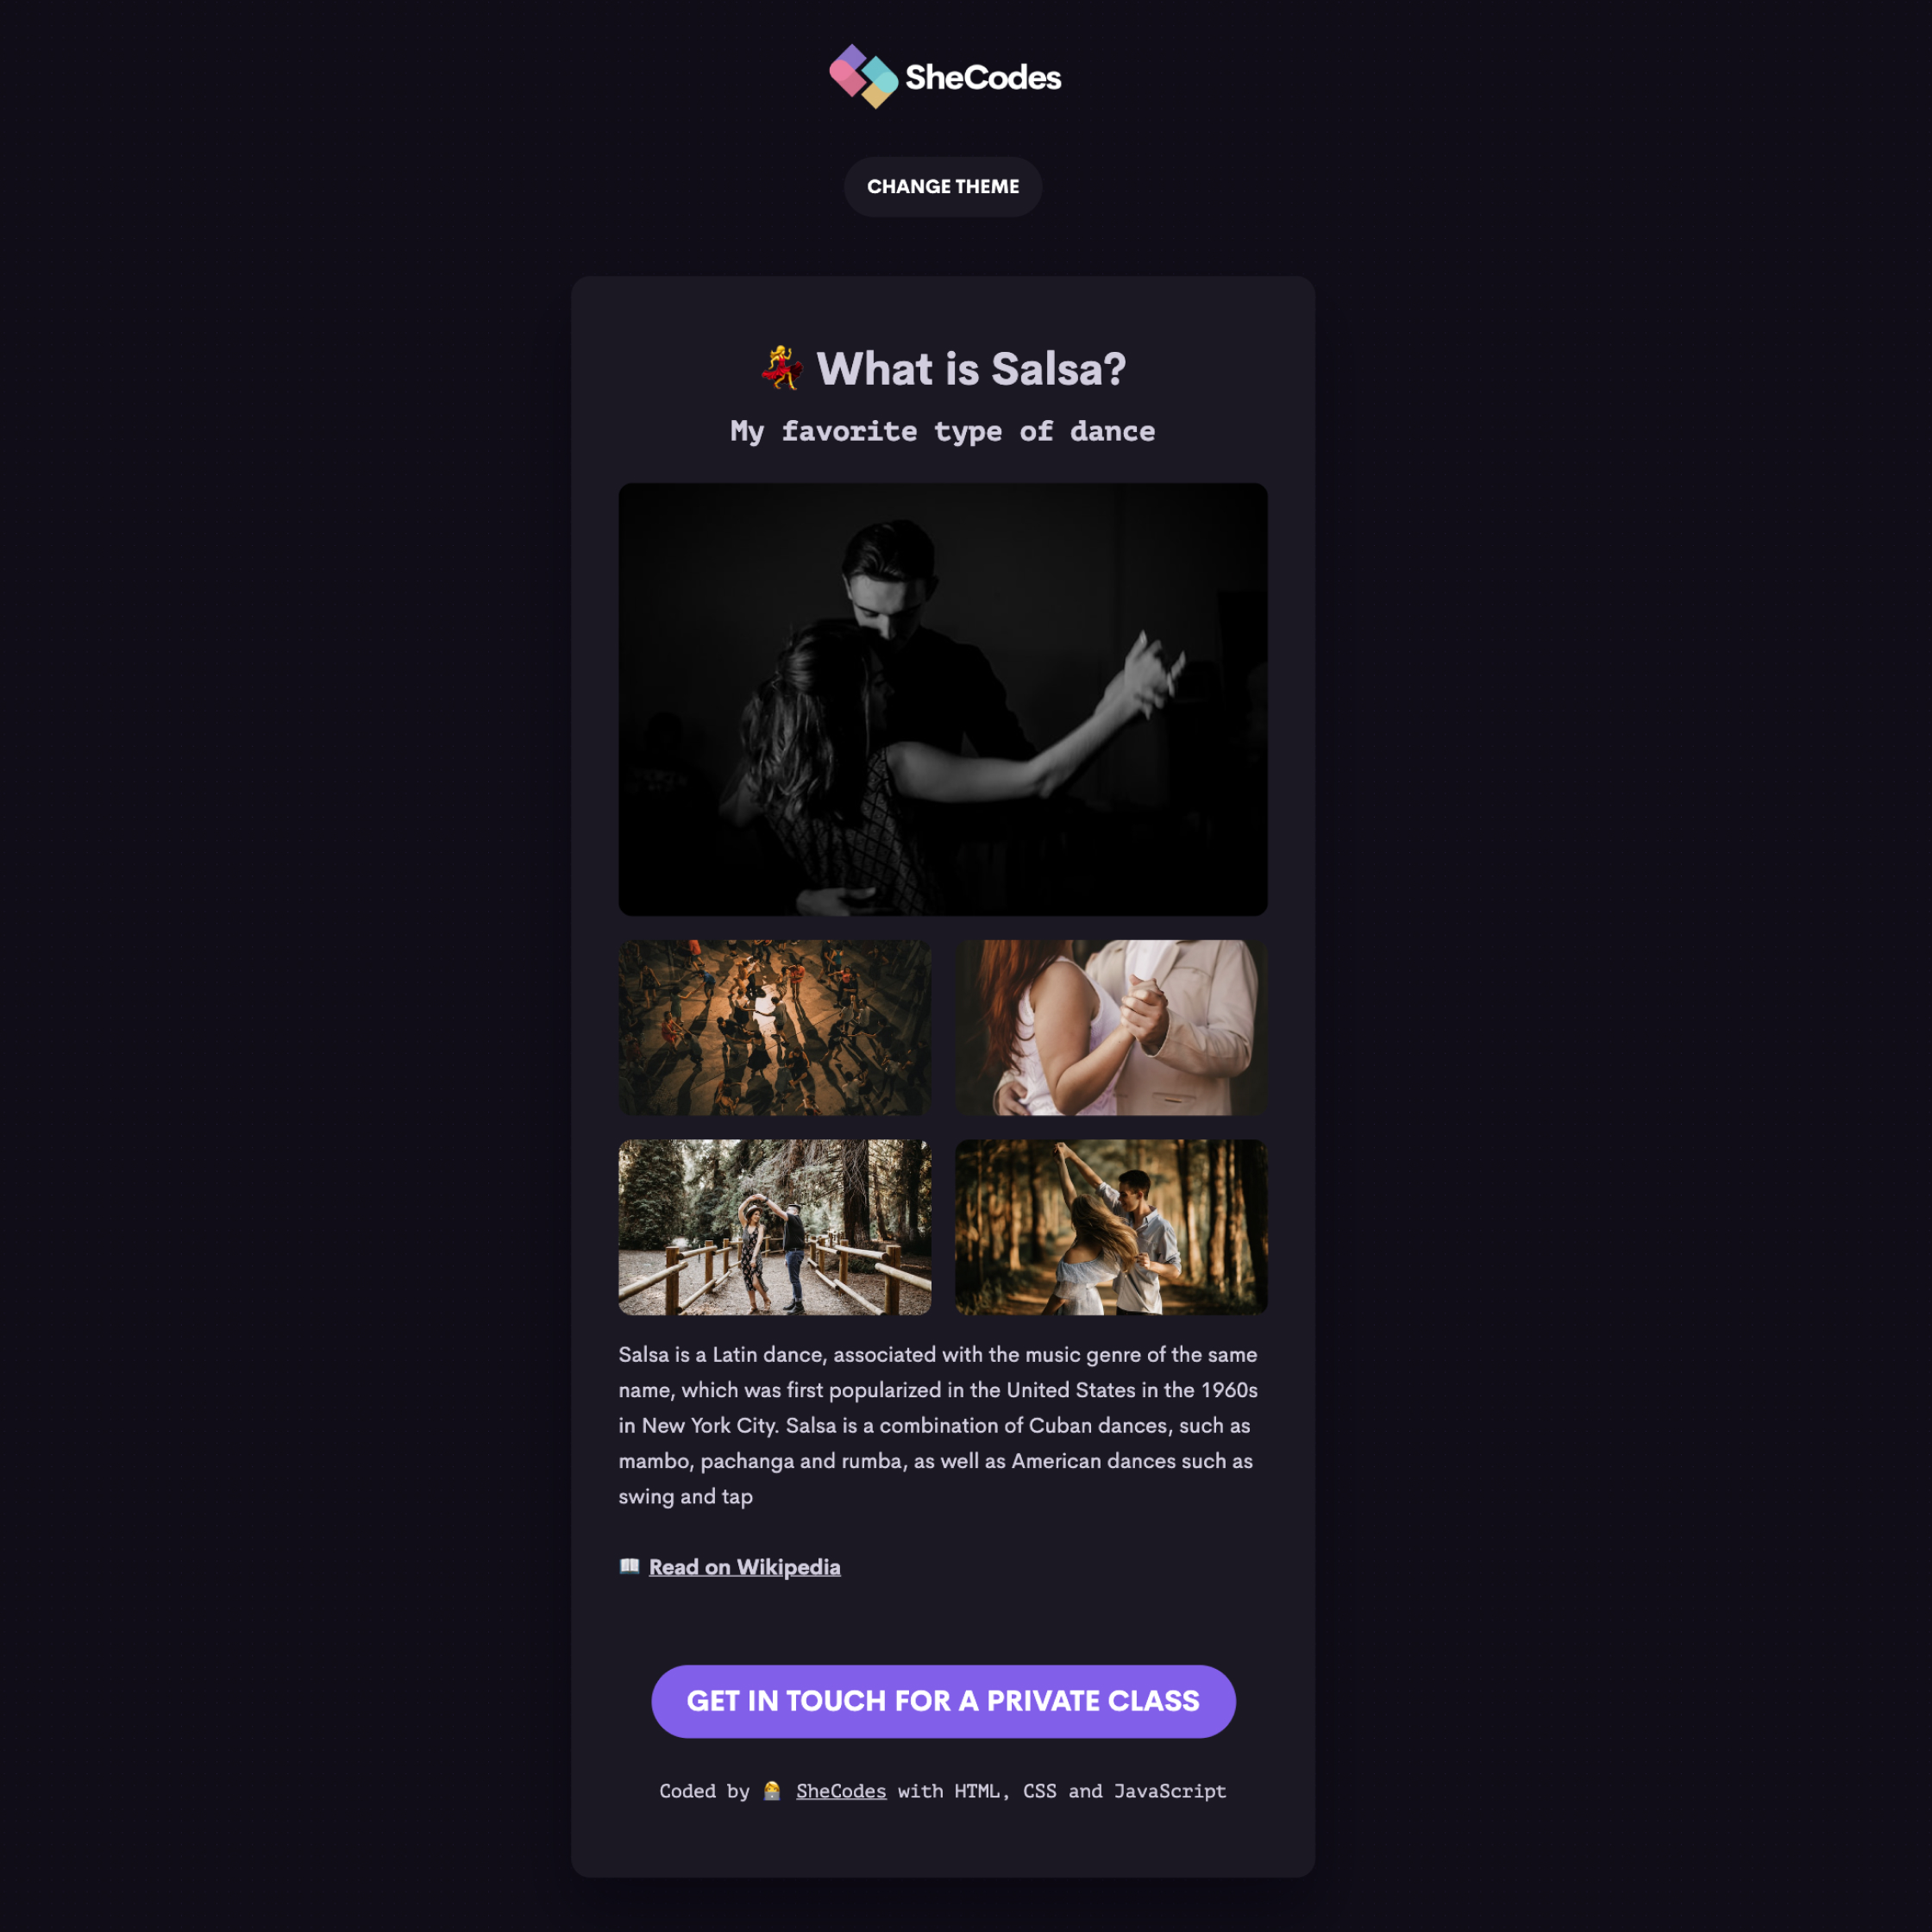 SheCodes
CHANGE THEME
💃 What is Salsa?
My favorite type of dance
Salsa is a Latin dance, associated with the music genre of the same
name, which was first popularized in the United States in the 1960s
in New York City. Salsa is a combination of Cuban dances, such as
mambo, pachanga and rumba, as well as American dances such as
swing and tap
📖 Read on Wikipedia
GET IN TOUCH FOR A PRIVATE CLASS
Coded by 👩‍💻 SheCodes with HTML, CSS and JavaScript